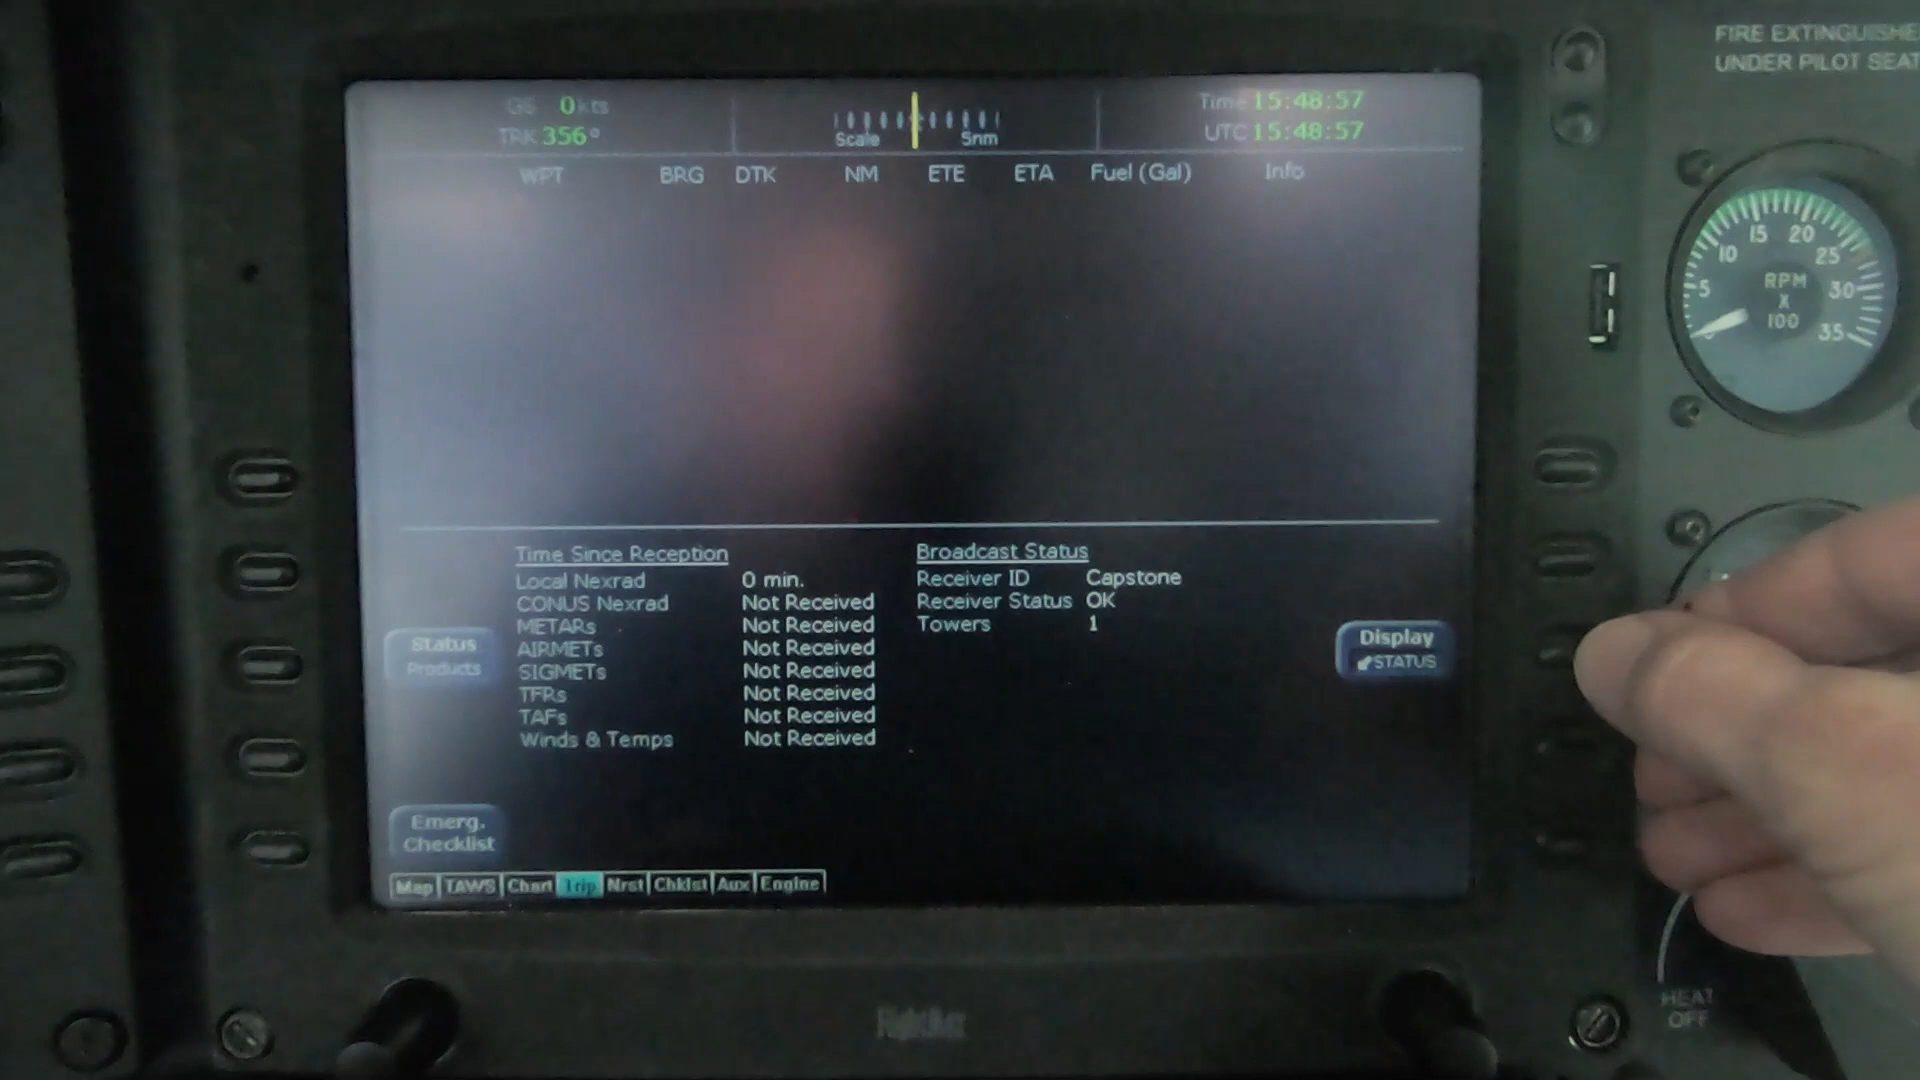 FIRE EXTINGUISHE
UNDER PILOT SEAT
GS 0kts
TRK 356°
Scale 5nm
Time 15:48:57
UTC 15:48:57
WPT BRG DTK NM ETE ETA Fuel (Gal) Info
5 10 15 20 25 30 35
RPM
X
100
Time Since Reception
Local Nexrad 0 min.
CONUS Nexrad Not Received
METARs Not Received
AIRMETs Not Received
SIGMETs Not Received
TFRs Not Received
TAFs Not Received
Winds & Temps Not Received
Broadcast Status
Receiver ID Capstone
Receiver Status OK
Towers 1
Status
Products
Display
STATUS
Emerg.
Checklist
Map TAWS Chart Trip Nrst Chklst Aux Engine
HEAT
OFF